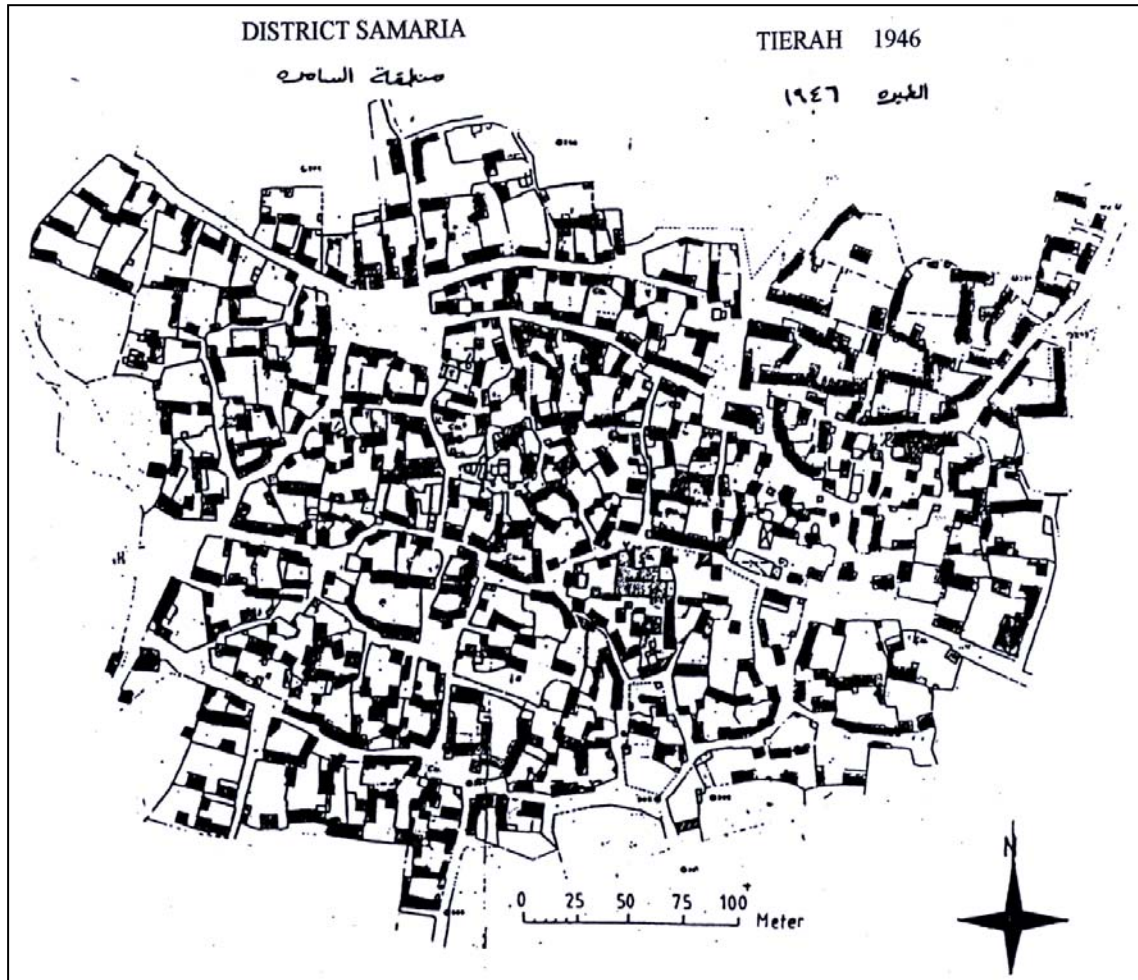 DISTRICT SAMARIA
منطقة السامره
TIERAH 1946
الطيره ١٩٤٦
N
0 25 50 75 100
Meter